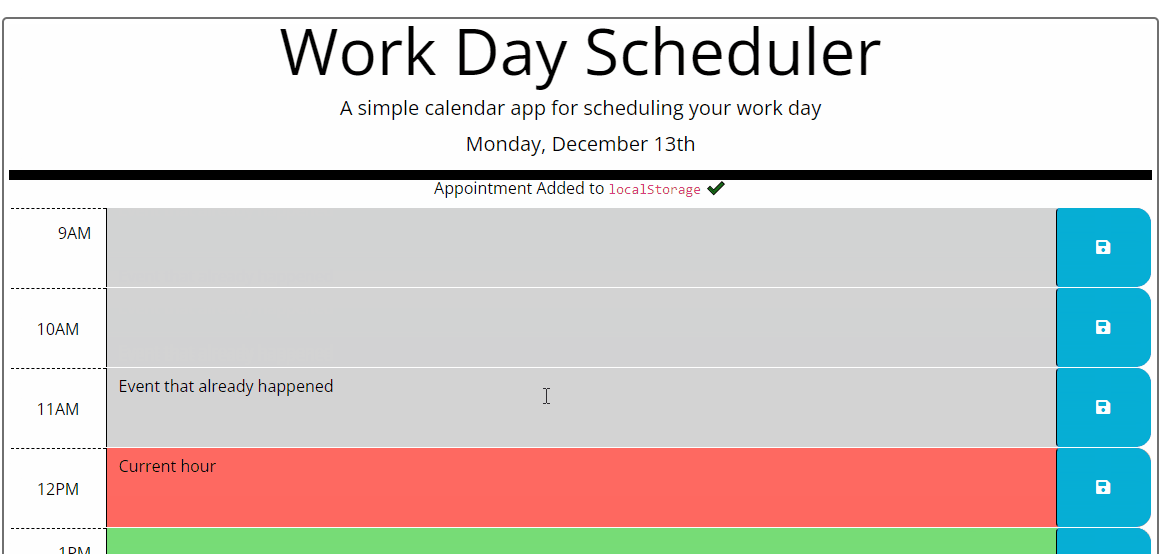 Work Day Scheduler
A simple calendar app for scheduling your work day
Monday, December 13th
Appointment Added to localStorage ✔
9AM
10AM
Event that already happened
11AM
Current hour
12PM
1PM